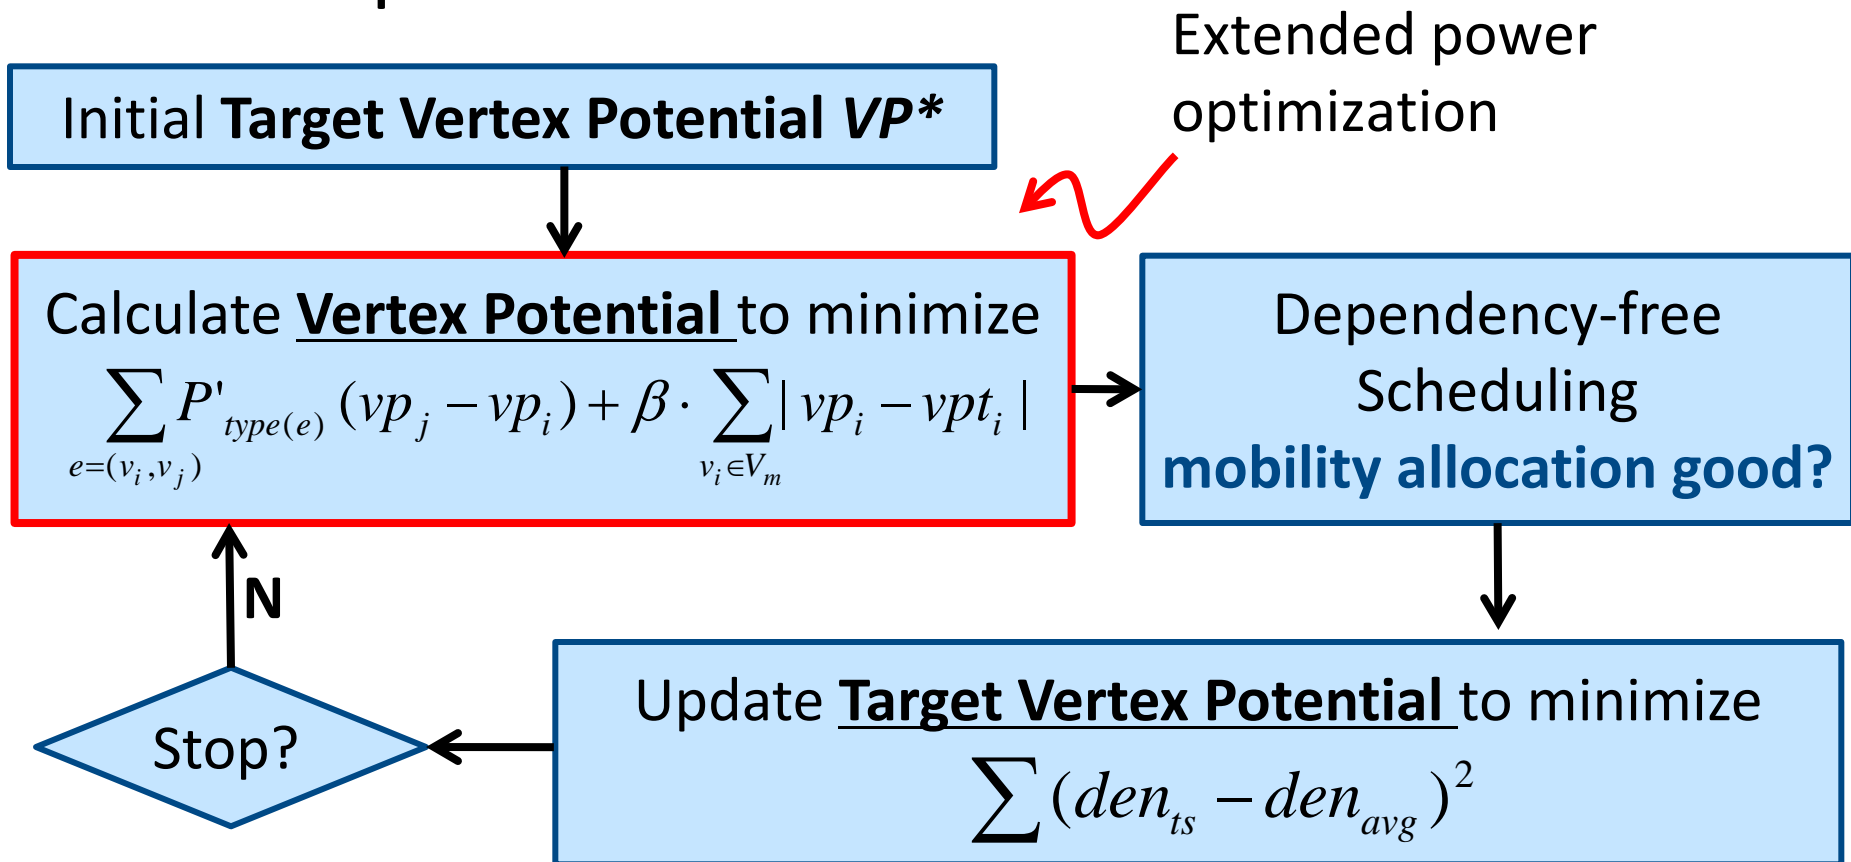 Extended power
optimization
Initial Target Vertex Potential VP*
Calculate Vertex Potential to minimize
∑ P'type(e) (vpj − vpi) + β · ∑ | vpi − vpti |
e=(vi,vj) vi∈Vm
Dependency-free
Scheduling
mobility allocation good?
N
Update Target Vertex Potential to minimize
∑ (dents − denavg)²
Stop?